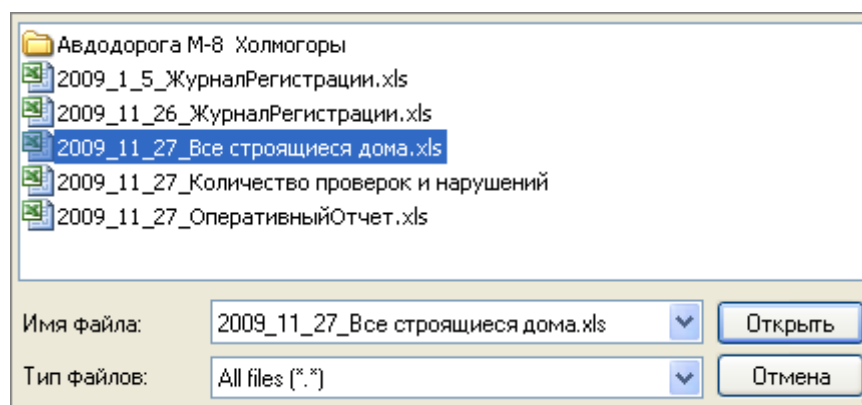 Авдодорога М-8 Холмогоры
2009_1_5_ЖурналРегистрации.xls
2009_11_26_ЖурналРегистрации.xls
2009_11_27_Все строящиеся дома.xls
2009_11_27_Количество проверок и нарушений
2009_11_27_ОперативныйОтчет.xls
Имя файла: 2009_11_27_Все строящиеся дома.xls Открыть
Тип файлов: All files (*.*) Отмена